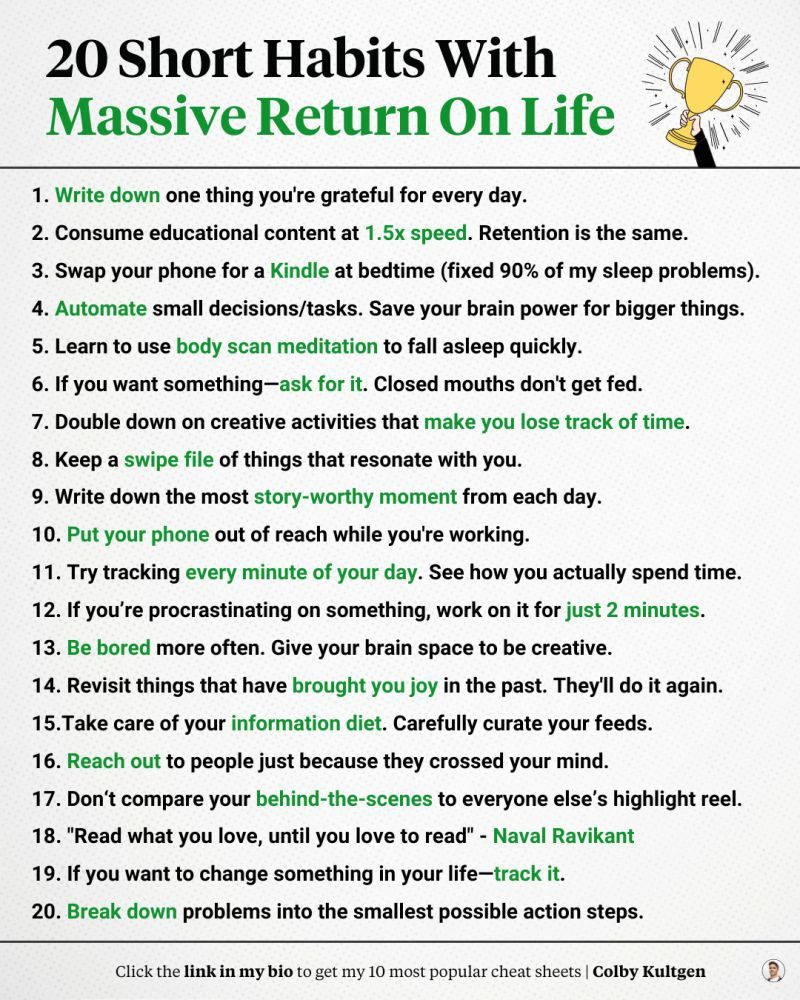 20 Short Habits With
Massive Return On Life
1. Write down one thing you're grateful for every day.
2. Consume educational content at 1.5x speed. Retention is the same.
3. Swap your phone for a Kindle at bedtime (fixed 90% of my sleep problems).
4. Automate small decisions/tasks. Save your brain power for bigger things.
5. Learn to use body scan meditation to fall asleep quickly.
6. If you want something—ask for it. Closed mouths don't get fed.
7. Double down on creative activities that make you lose track of time.
8. Keep a swipe file of things that resonate with you.
9. Write down the most story-worthy moment from each day.
10. Put your phone out of reach while you're working.
11. Try tracking every minute of your day. See how you actually spend time.
12. If you’re procrastinating on something, work on it for just 2 minutes.
13. Be bored more often. Give your brain space to be creative.
14. Revisit things that have brought you joy in the past. They'll do it again.
15.Take care of your information diet. Carefully curate your feeds.
16. Reach out to people just because they crossed your mind.
17. Don‘t compare your behind-the-scenes to everyone else’s highlight reel.
18. "Read what you love, until you love to read" - Naval Ravikant
19. If you want to change something in your life—track it.
20. Break down problems into the smallest possible action steps.
Click the link in my bio to get my 10 most popular cheat sheets | Colby Kultgen